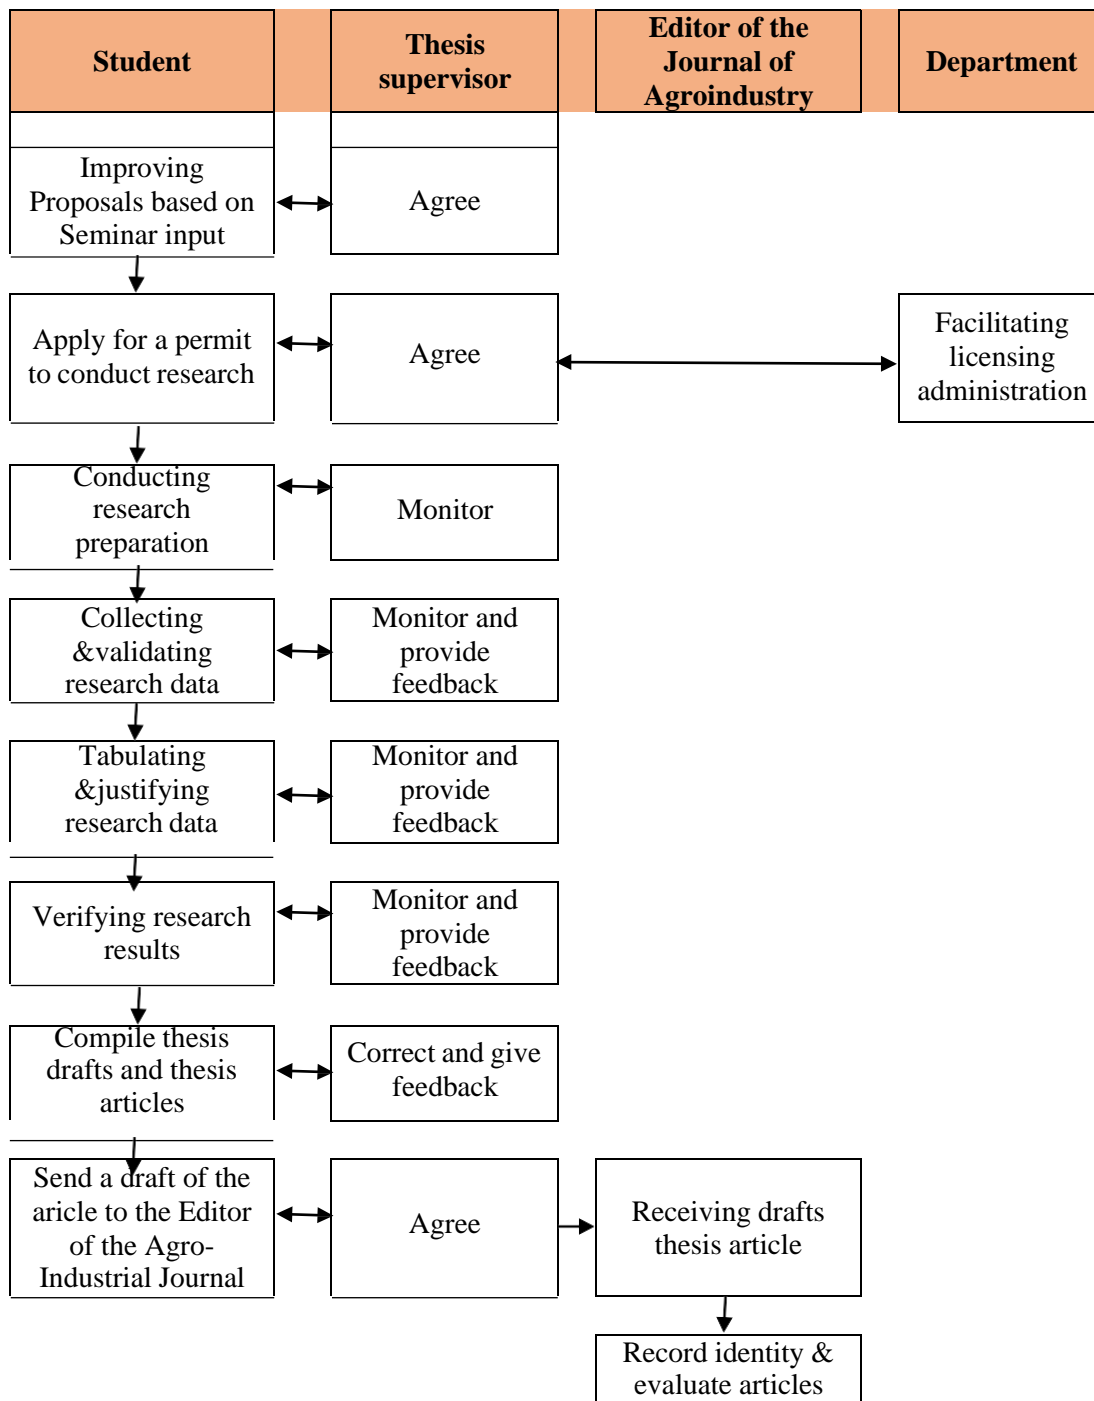 Student
Thesis
supervisor
Editor of the
Journal of
Agroindustry
Department
Improving
Proposals based on
Seminar input
Agree
Apply for a permit
to conduct research
Agree
Facilitating
licensing
administration
Conducting
research
preparation
Monitor
Collecting
&validating
research data
Monitor and
provide
feedback
Tabulating
&justifying
research data
Monitor and
provide
feedback
Verifying research
results
Monitor and
provide
feedback
Compile thesis
drafts and thesis
articles
Correct and give
feedback
Send a draft of the
aricle to the Editor
of the Agro-
Industrial Journal
Agree
Receiving drafts
thesis article
Record identity &
evaluate articles